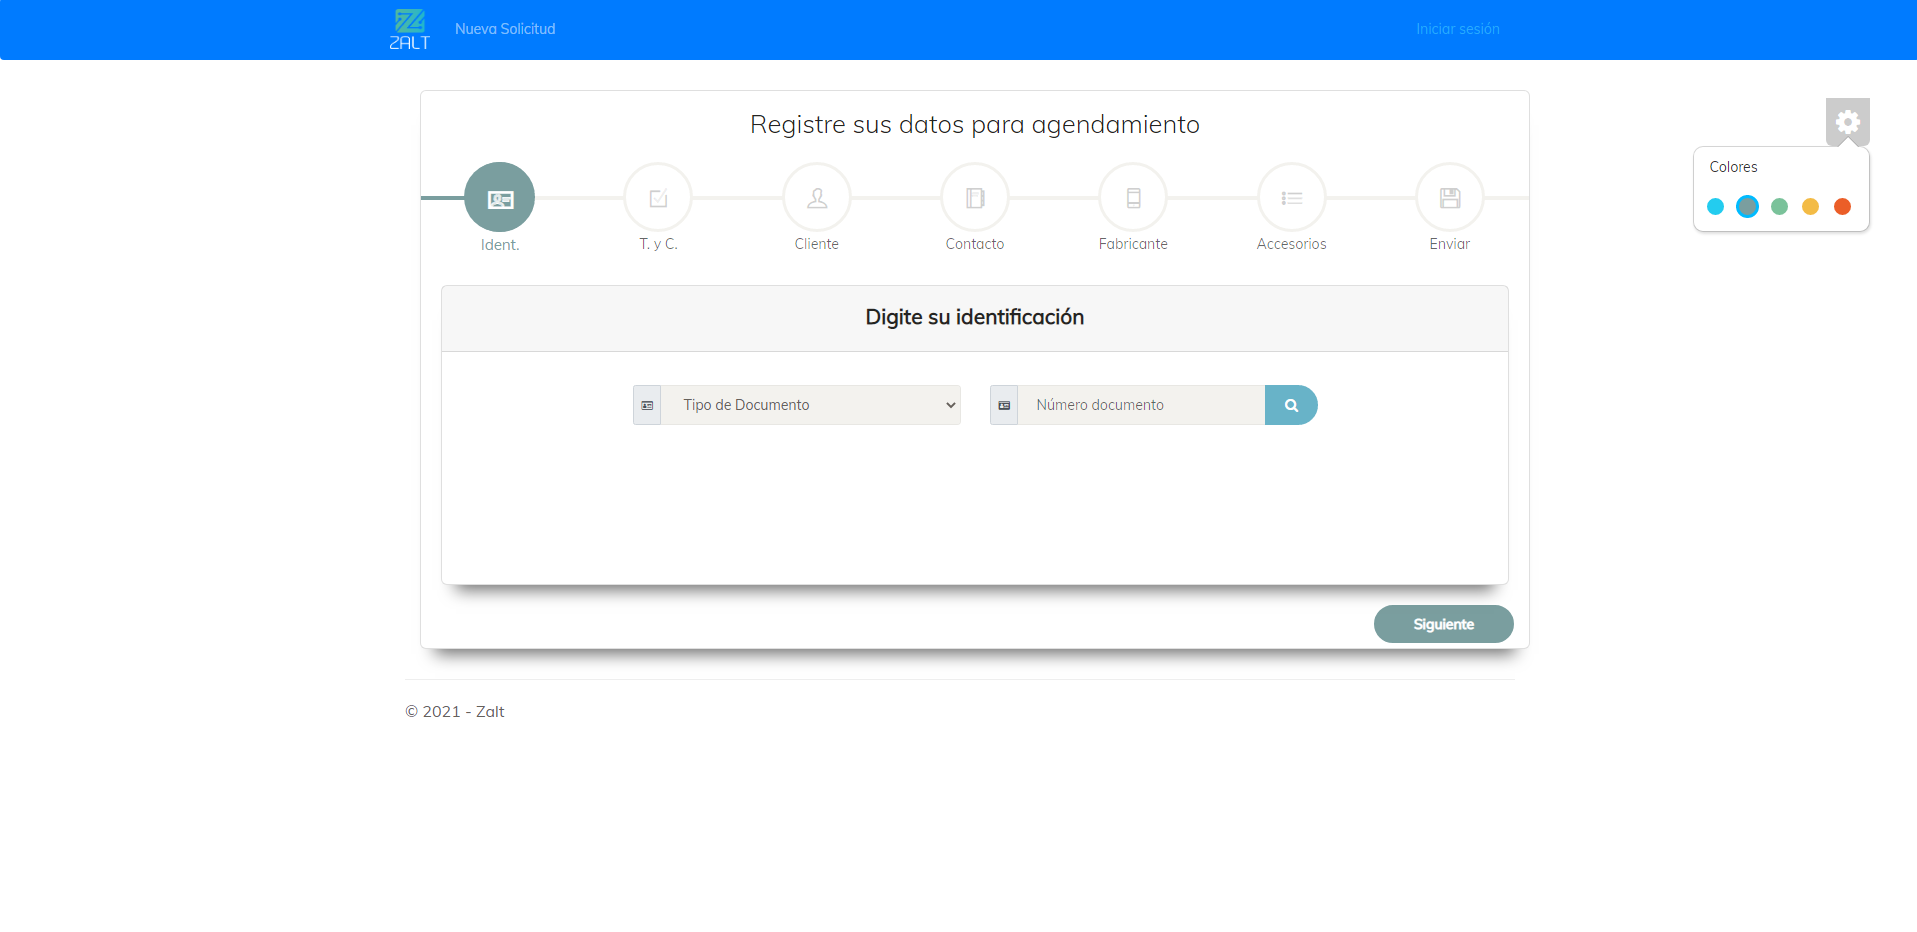 ZALT
Nueva Solicitud
Iniciar sesión
Registre sus datos para agendamiento
Ident.
T. y C.
Cliente
Contacto
Fabricante
Accesorios
Enviar
Colores
Digite su identificación
Tipo de Documento
Número documento
Siguiente
© 2021 - Zalt